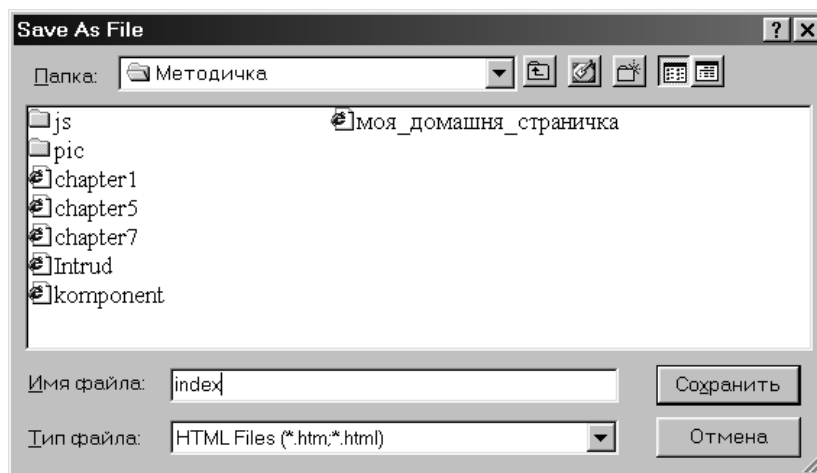 Save As File
Папка: Методичка
js
pic
chapter1
chapter5
chapter7
Intrud
komponent
моя_домашня_страничка
Имя файла: index
Сохранить
Тип файла: HTML Files (*.htm;*.html)
Отмена